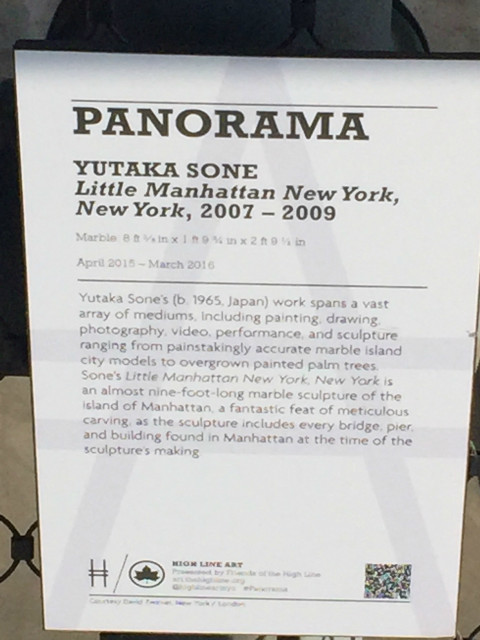 PANORAMA
YUTAKA SONE
Little Manhattan New York,
New York, 2007 – 2009
Marble 8 ft in x 1 ft 9 ¾ in x 2 ft 9 in
April 2015 – March 2016
Yutaka Sone's (b. 1965, Japan) work spans a vast
array of mediums, including painting, drawing,
photography, video, performance, and sculpture
ranging from painstakingly accurate marble island
city models to overgrown painted palm trees.
Sone's Little Manhattan New York, New York is
an almost nine-foot-long marble sculpture of the
island of Manhattan, a fantastic feat of meticulous
carving, as the sculpture includes every bridge, pier,
and building found in Manhattan at the time of the
sculpture's making
HIGH LINE ART
Presented by Friends of the High Line
art.thehighline.org
@highlineartnyc #Panorama
Courtesy David Zwirner, New York / London